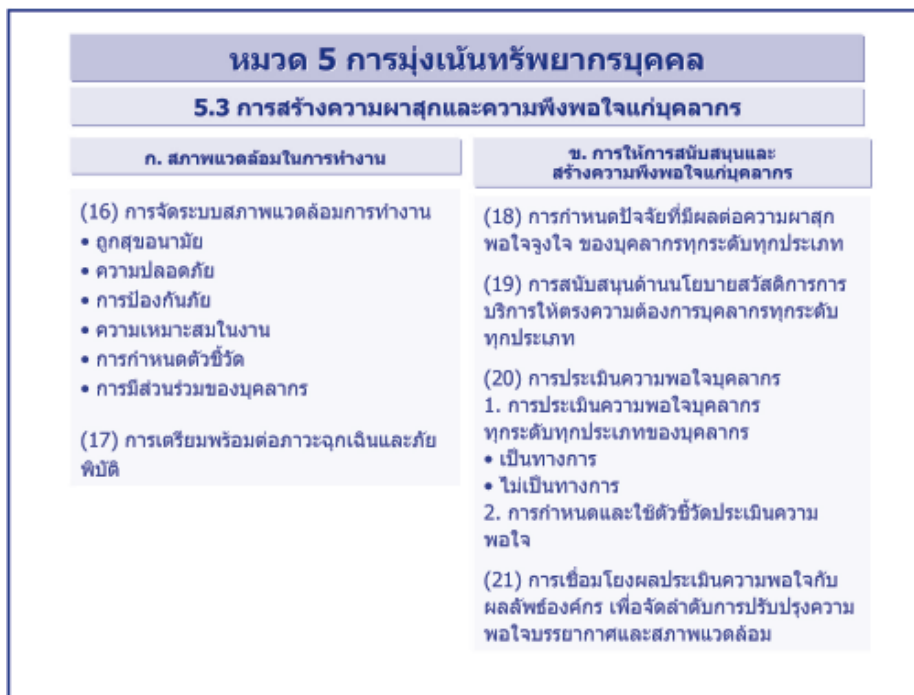 หมวด 5 การมุ่งเน้นทรัพยากรบุคคล
5.3 การสร้างความผาสุกและความพึงพอใจแก่บุคลากร
ก. สภาพแวดล้อมในการทำงาน
(16) การจัดระบบสภาพแวดล้อมการทำงาน
• ถูกสุขอนามัย
• ความปลอดภัย
• การป้องกันภัย
• ความเหมาะสมในงาน
• การกำหนดตัวชี้วัด
• การมีส่วนร่วมของบุคลากร
(17) การเตรียมพร้อมต่อภาวะฉุกเฉินและภัย
พิบัติ
ข. การให้การสนับสนุนและ
สร้างความพึงพอใจแก่บุคลากร
(18) การกำหนดปัจจัยที่มีผลต่อความผาสุก
พอใจจูงใจ ของบุคลากรทุกระดับทุกประเภท
(19) การสนับสนุนด้านนโยบายสวัสดิการการ
บริการให้ตรงความต้องการบุคลากรทุกระดับ
ทุกประเภท
(20) การประเมินความพอใจบุคลากร
1. การประเมินความพอใจบุคลากร
ทุกระดับทุกประเภทของบุคลากร
• เป็นทางการ
• ไม่เป็นทางการ
2. การกำหนดและใช้ตัวชี้วัดประเมินความ
พอใจ
(21) การเชื่อมโยงผลประเมินความพอใจกับ
ผลลัพธ์องค์กร เพื่อจัดลำดับการปรับปรุงความ
พอใจบรรยากาศและสภาพแวดล้อม